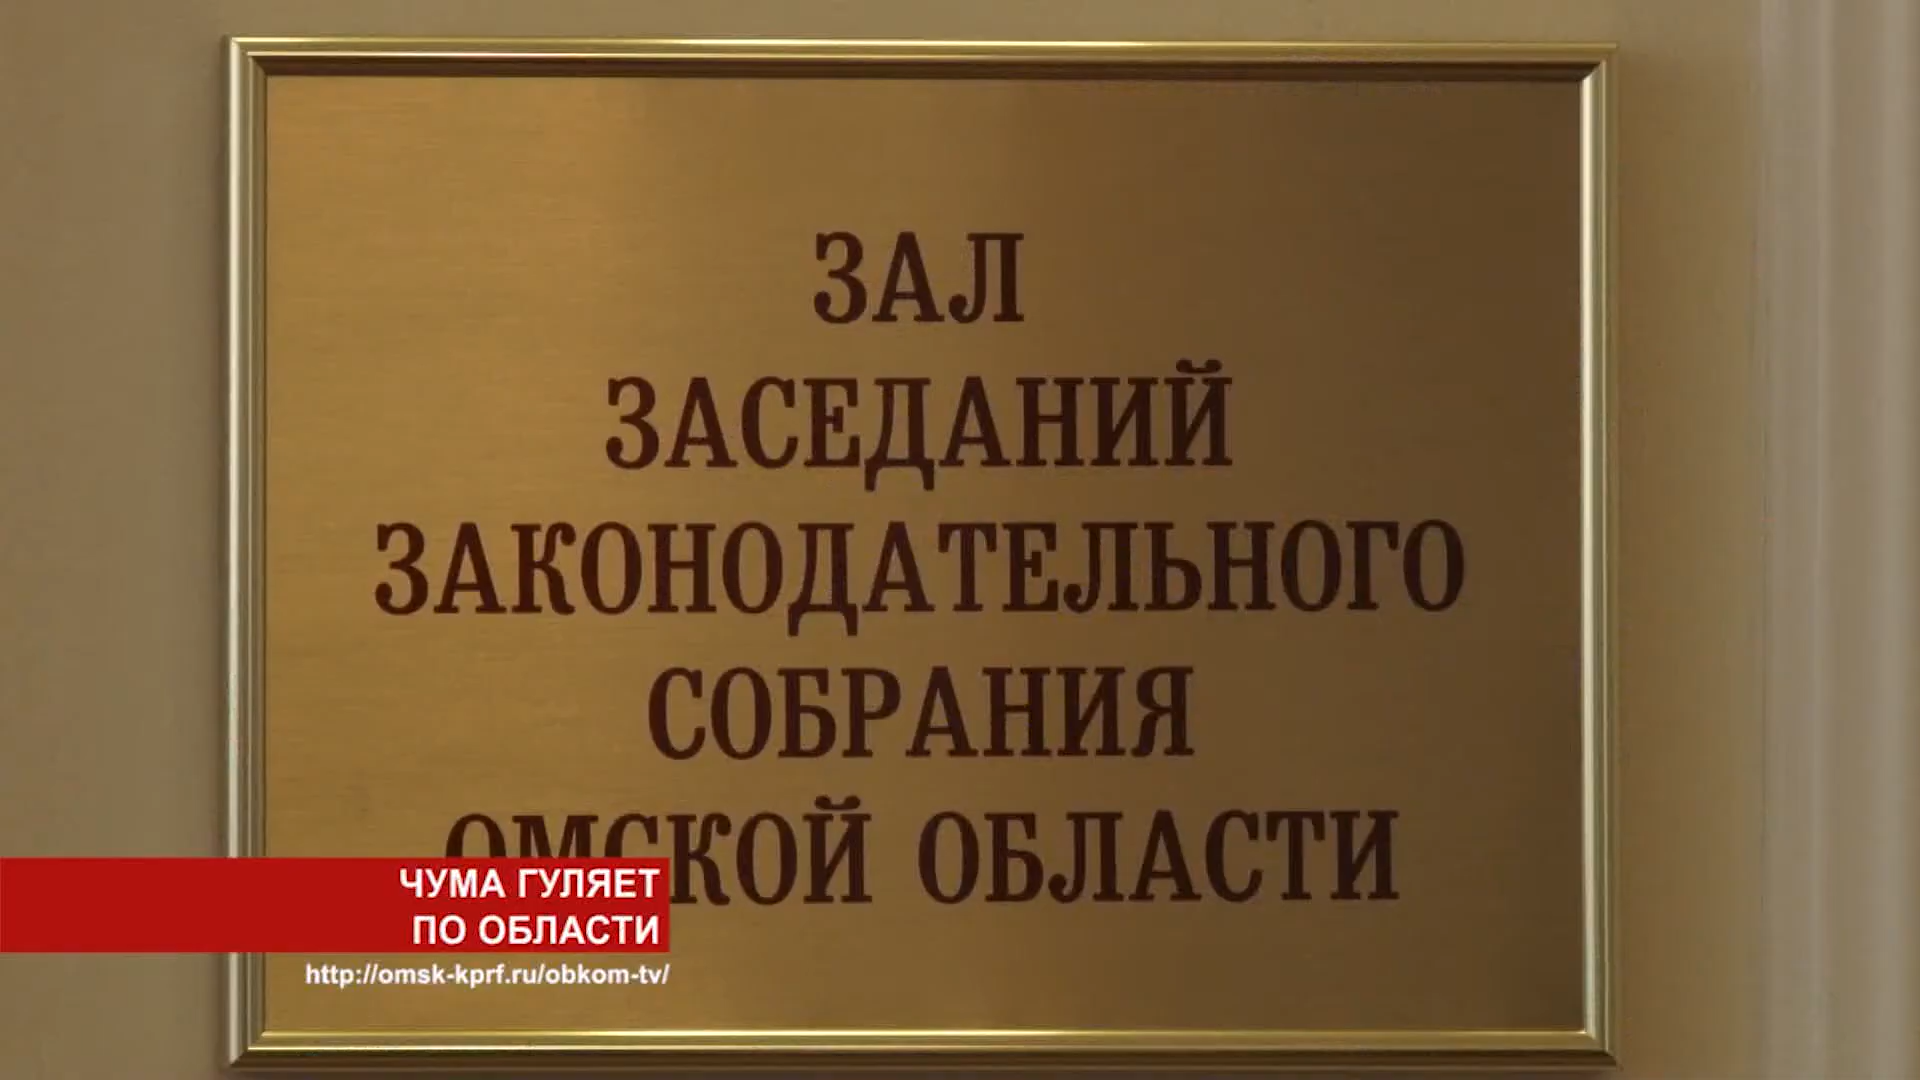 ЗАЛ
ЗАСЕДАНИЙ
ЗАКОНОДАТЕЛЬНОГО
СОБРАНИЯ
ОМСКОЙ ОБЛАСТИ
ЧУМА ГУЛЯЕТ
ПО ОБЛАСТИ
http://omsk-kprf.ru/obkom-tv/